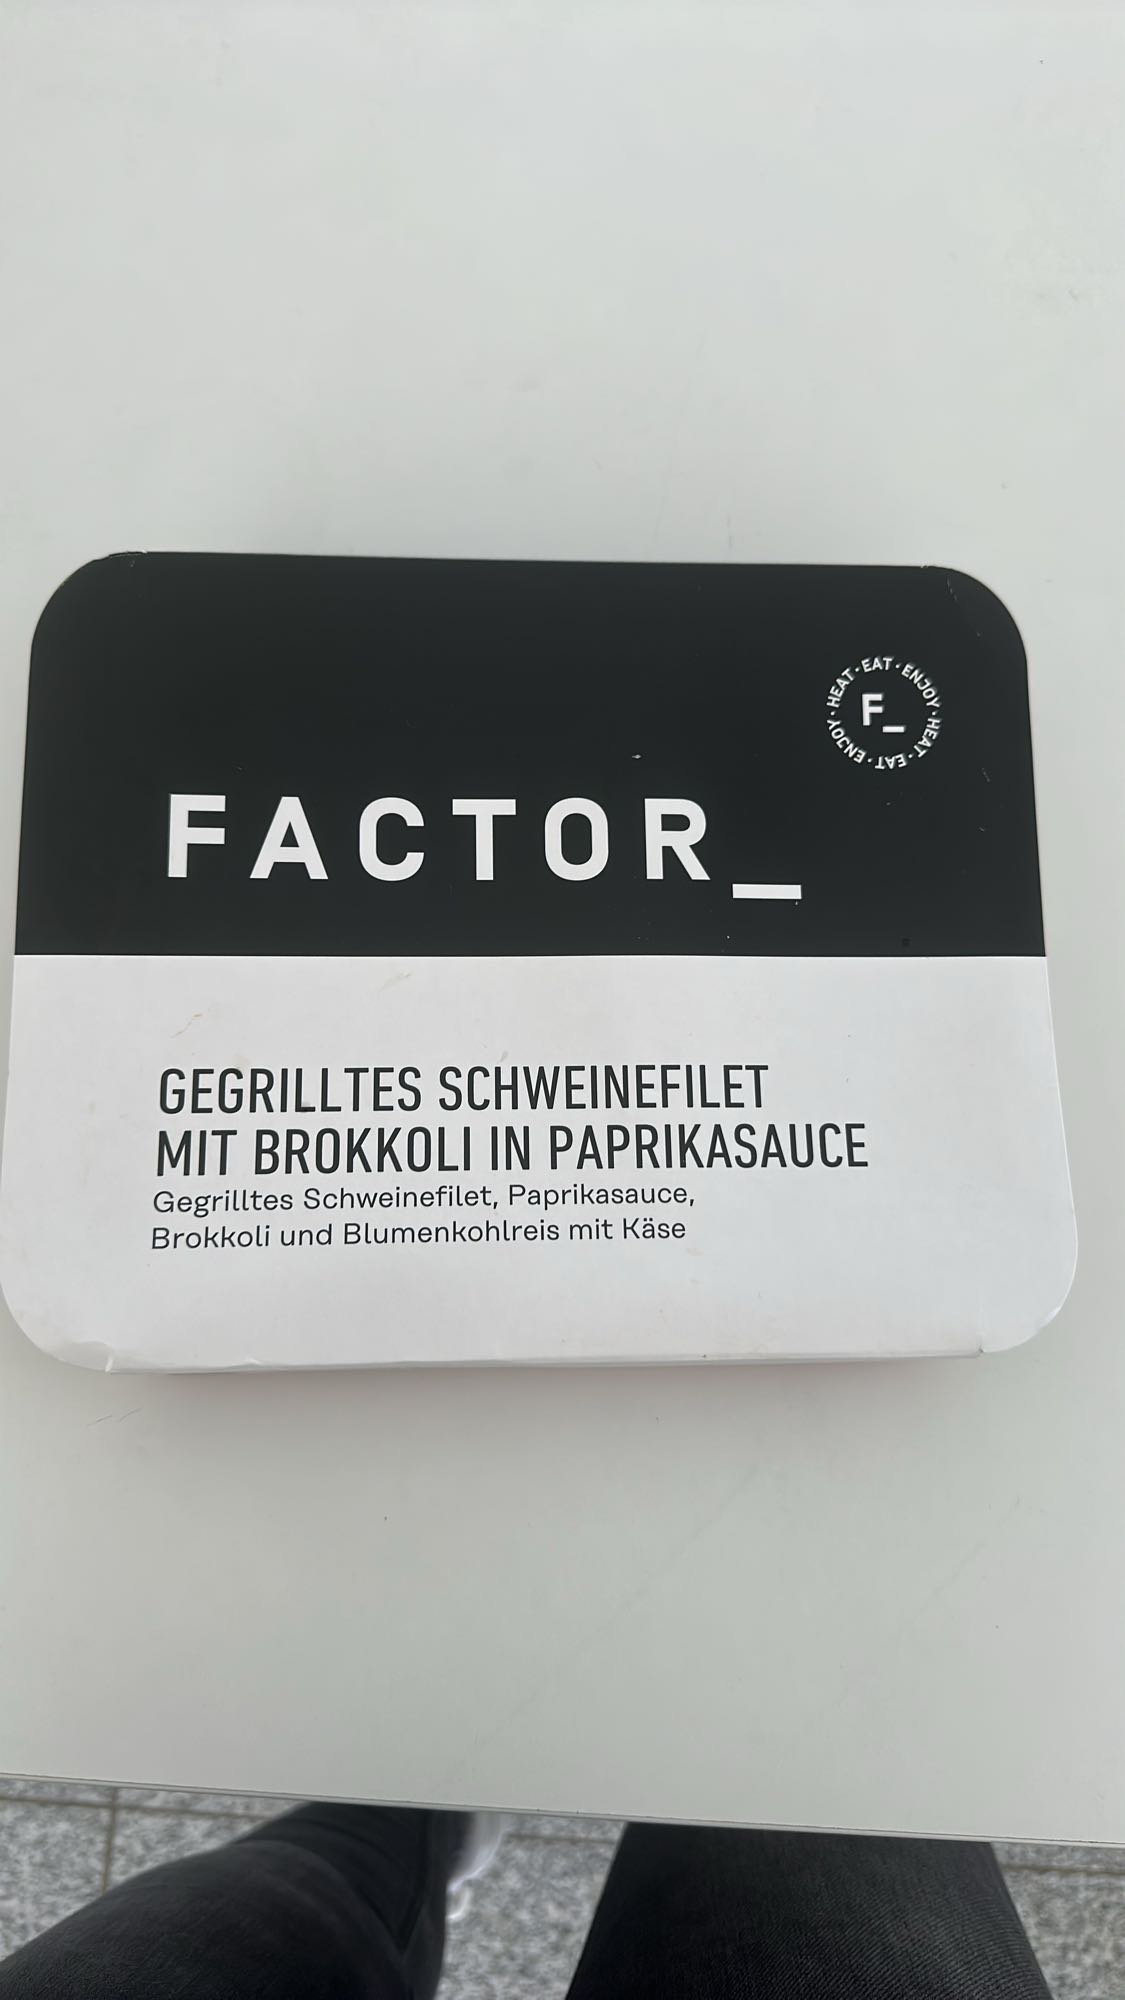 HEAT · EAT · ENJOY · HEAT · EAT · ENJOY ·
F_
FACTOR_
GEGRILLTES SCHWEINEFILET
MIT BROKKOLI IN PAPRIKASAUCE
Gegrilltes Schweinefilet, Paprikasauce,
Brokkoli und Blumenkohlreis mit Käse